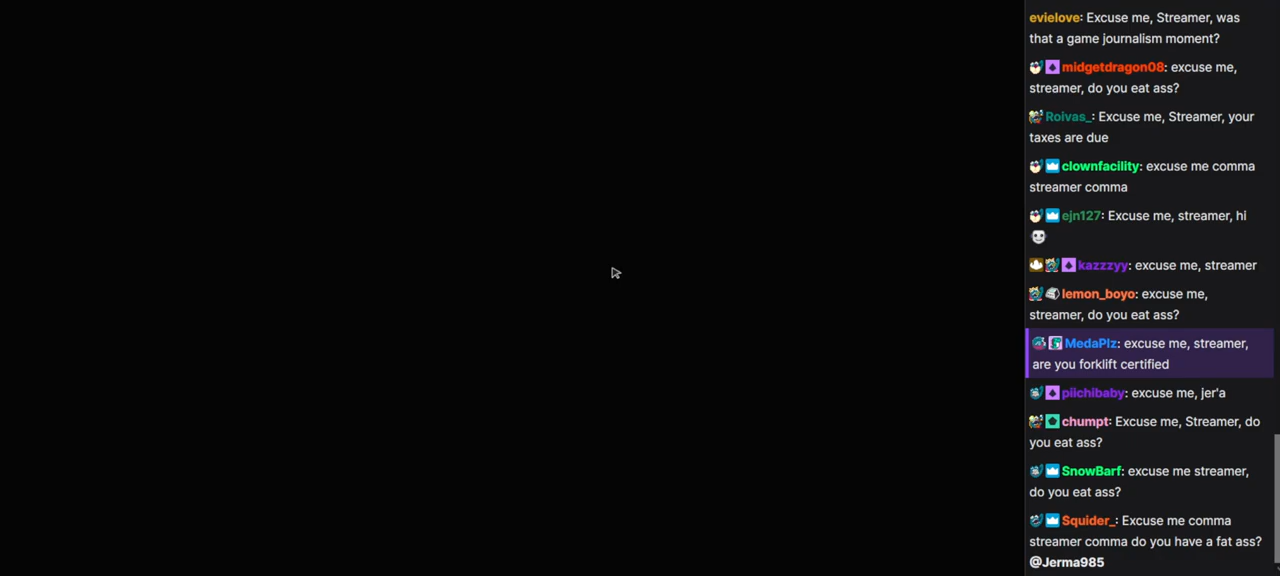 evielove: Excuse me, Streamer, was
that a game journalism moment?
midgetdragon08: excuse me,
streamer, do you eat ass?
Roivas_: Excuse me, Streamer, your
taxes are due
clownfacility: excuse me comma
streamer comma
ejn127: Excuse me, streamer, hi
kazzzyy: excuse me, streamer
lemon_boyo: excuse me,
streamer, do you eat ass?
MedaPlz: excuse me, streamer,
are you forklift certified
piichibaby: excuse me, jer'a
chumpt: Excuse me, Streamer, do
you eat ass?
SnowBarf: excuse me streamer,
do you eat ass?
Squider_: Excuse me comma
streamer comma do you have a fat ass?
@Jerma985